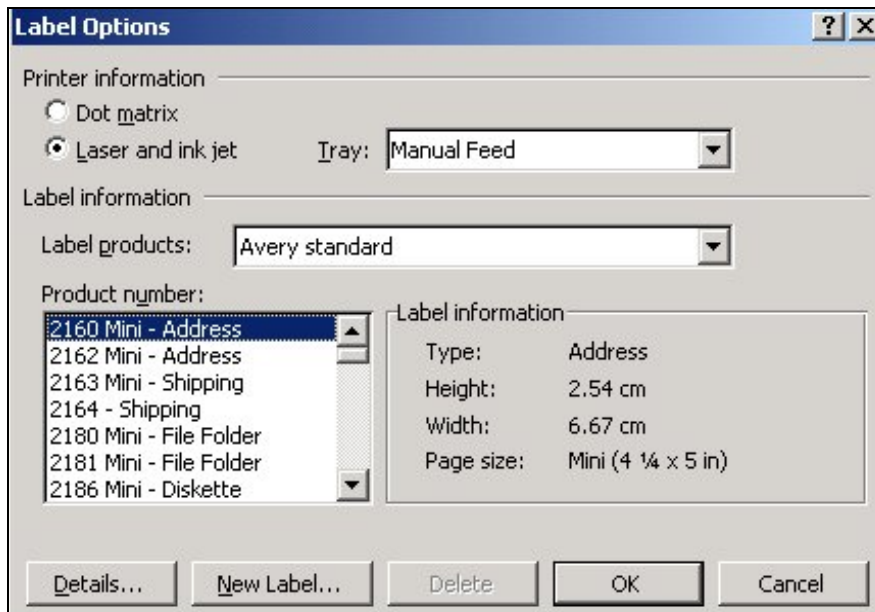 Label Options
Printer information
Dot matrix
Laser and ink jet Tray: Manual Feed
Label information
Label products: Avery standard
Product number:
2160 Mini - Address
2162 Mini - Address
2163 Mini - Shipping
2164 - Shipping
2180 Mini - File Folder
2181 Mini - File Folder
2186 Mini - Diskette
Label information
Type: Address
Height: 2.54 cm
Width: 6.67 cm
Page size: Mini (4 ¼ x 5 in)
Details... New Label... Delete OK Cancel